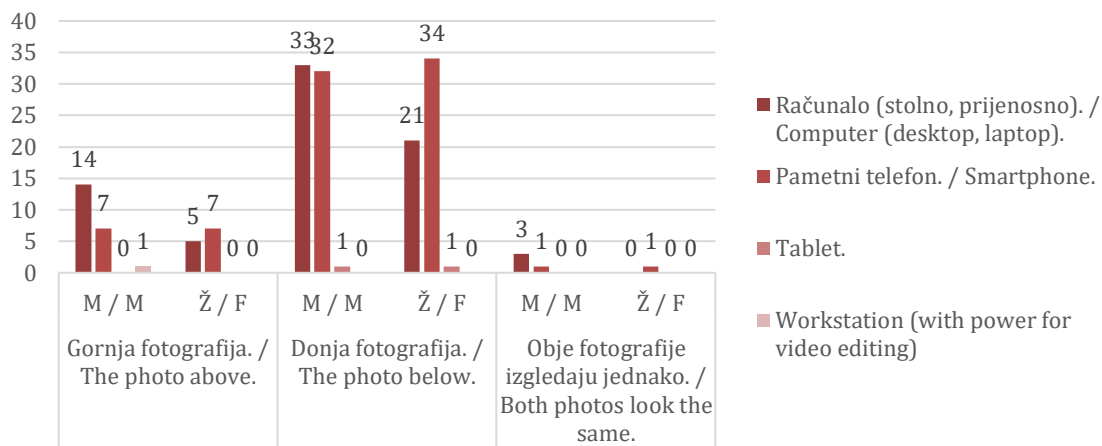 40
35
30
25
20
15
10
5
0
14
7
0
1
5
7
0 0
33
32
1
0
21
34
1
0
3
1
0 0
0
1
0 0
M / M
Ž / F
M / M
Ž / F
M / M
Ž / F
Gornja fotografija. /
The photo above.
Donja fotografija. /
The photo below.
Obje fotografije
izgledaju jednako. /
Both photos look the
same.
Računalo (stolno, prijenosno). /
Computer (desktop, laptop).
Pametni telefon. / Smartphone.
Tablet.
Workstation (with power for
video editing)